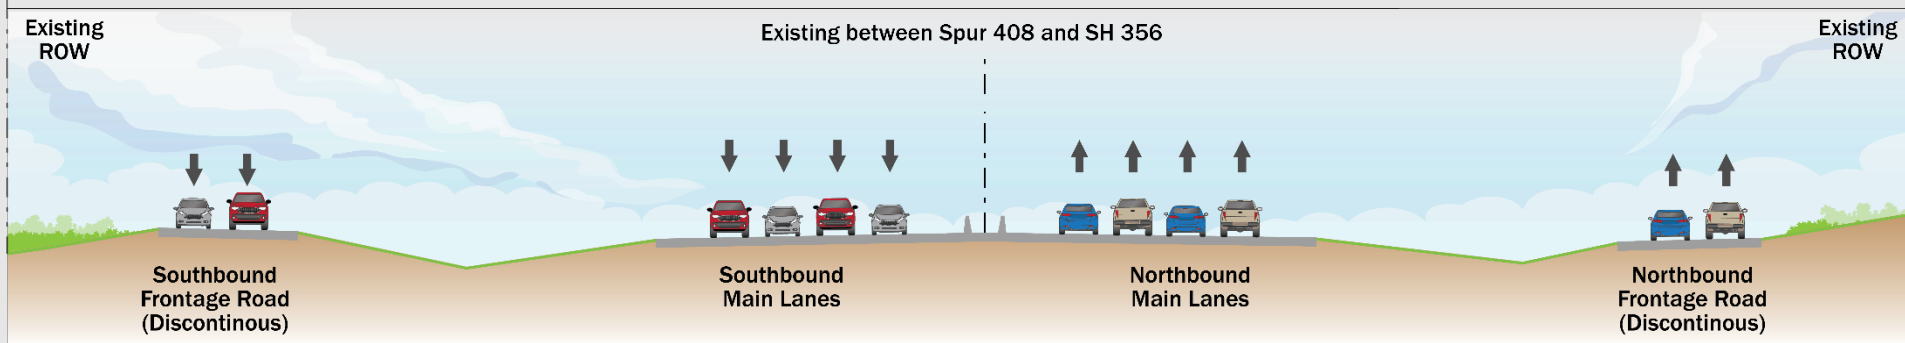 Existing
ROW
Existing between Spur 408 and SH 356
Existing
ROW
Southbound
Frontage Road
(Discontinous)
Southbound
Main Lanes
Northbound
Main Lanes
Northbound
Frontage Road
(Discontinous)